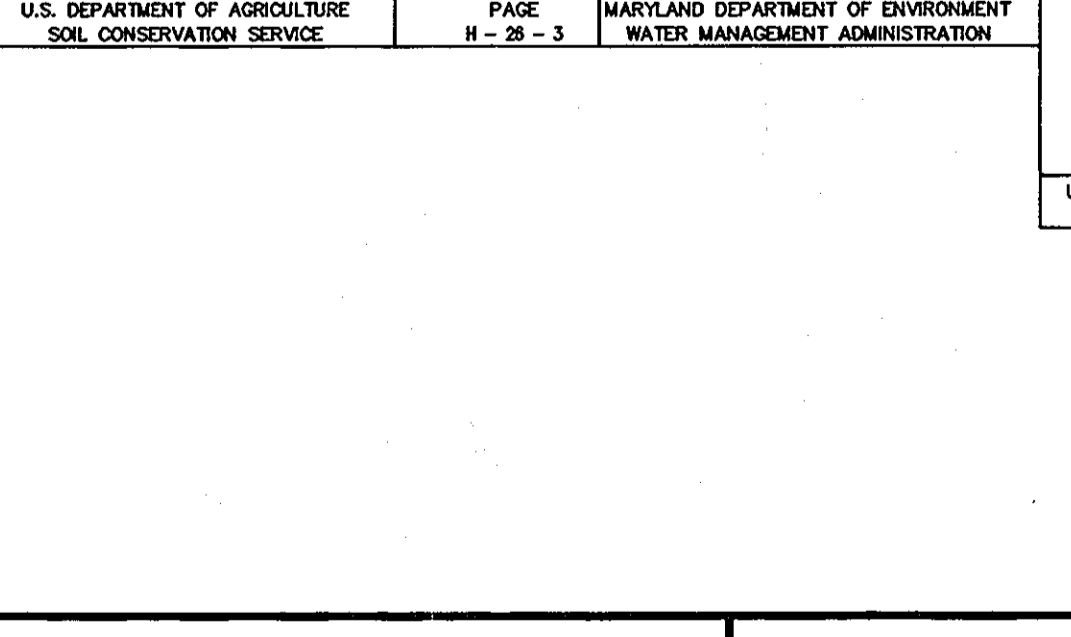 U.S. DEPARTMENT OF AGRICULTURE
SOIL CONSERVATION SERVICE
PAGE
H - 26 - 3
MARYLAND DEPARTMENT OF ENVIRONMENT
WATER MANAGEMENT ADMINISTRATION